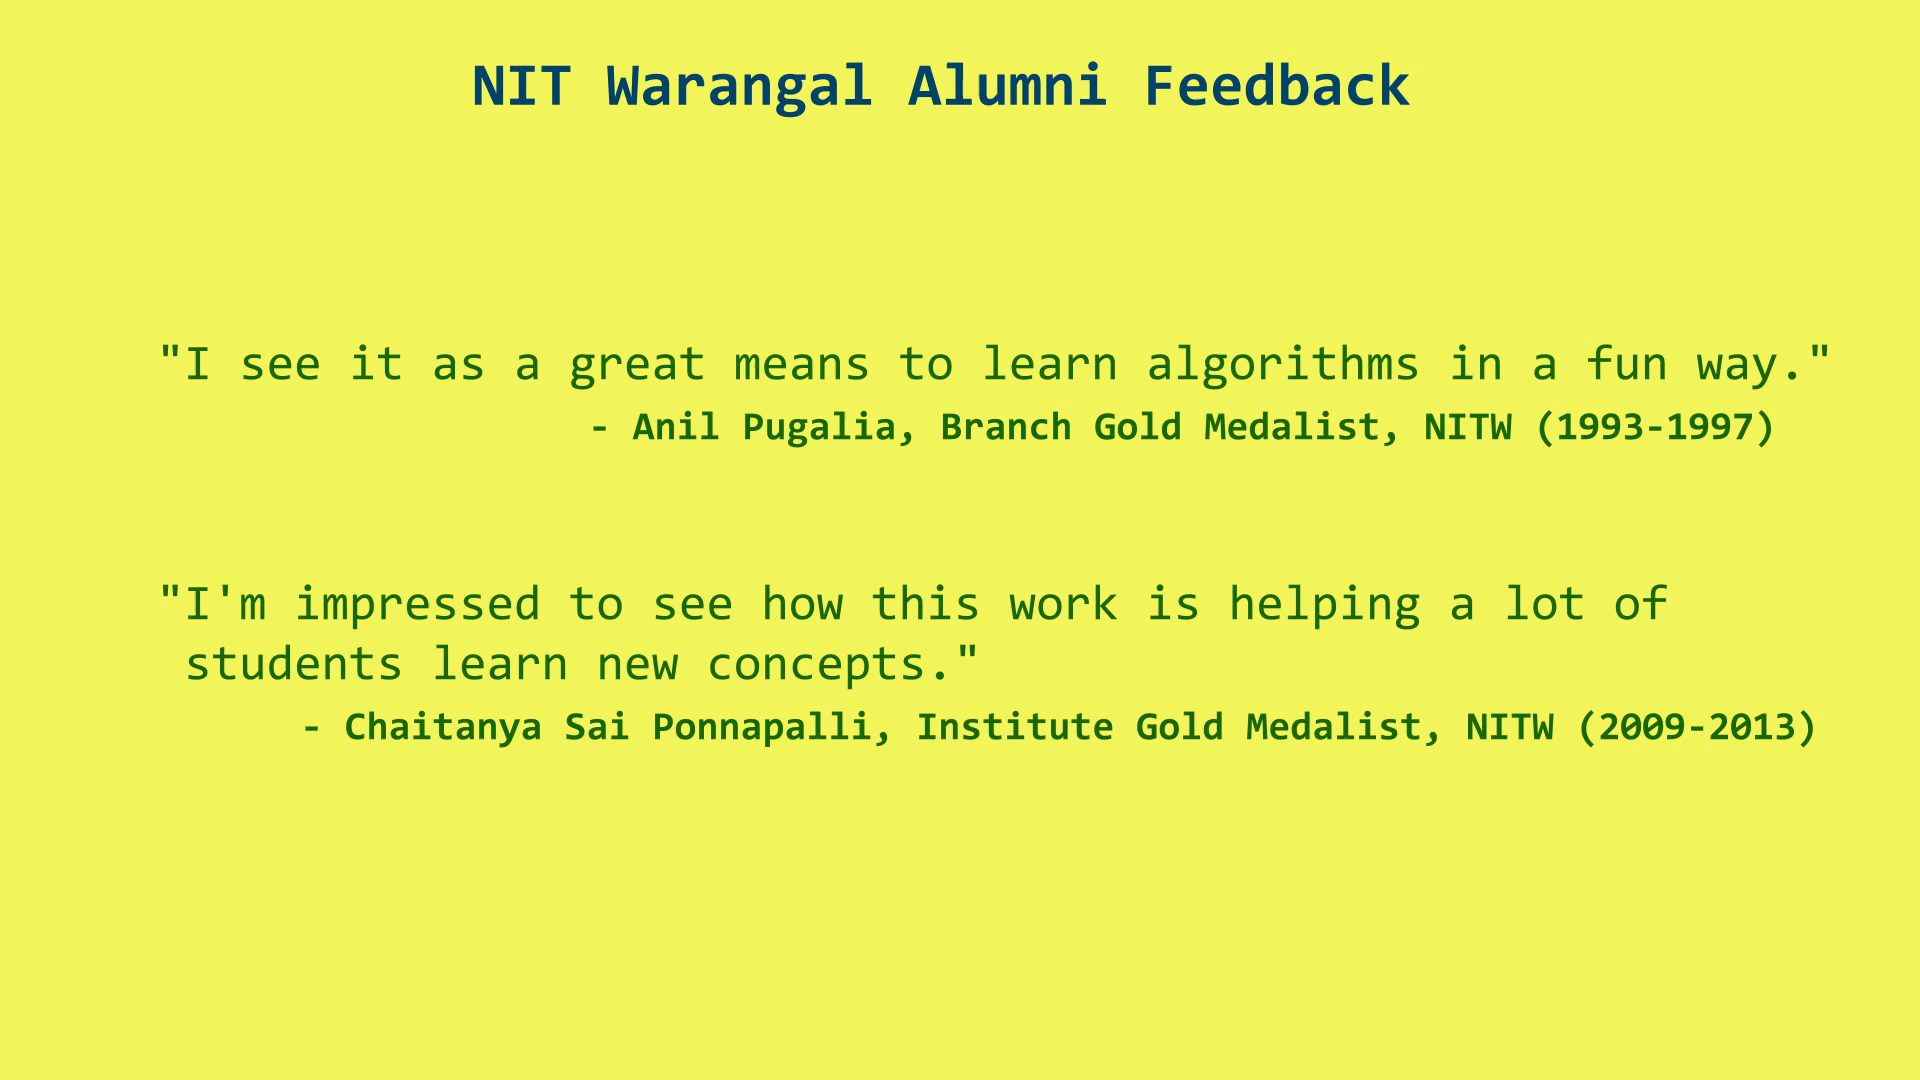 NIT Warangal Alumni Feedback
"I see it as a great means to learn algorithms in a fun way."
- Anil Pugalia, Branch Gold Medalist, NITW (1993-1997)
"I'm impressed to see how this work is helping a lot of
students learn new concepts."
- Chaitanya Sai Ponnapalli, Institute Gold Medalist, NITW (2009-2013)